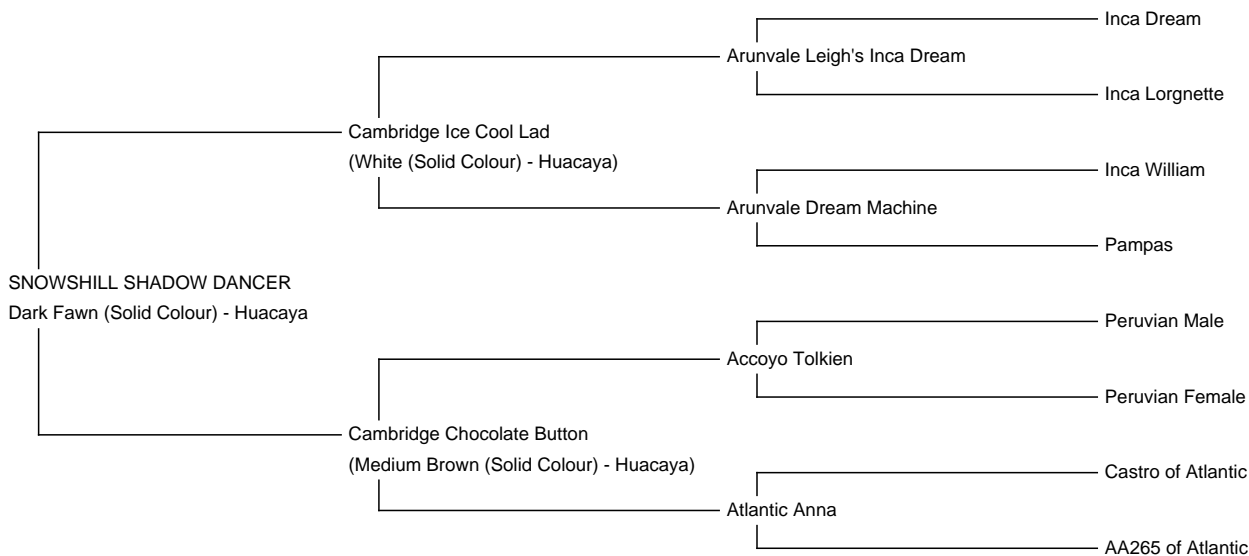 Inca Dream
Arunvale Leigh's Inca Dream
Inca Lorgnette
Cambridge Ice Cool Lad
(White (Solid Colour) - Huacaya)
Inca William
Arunvale Dream Machine
Pampas
SNOWSHILL SHADOW DANCER
Dark Fawn (Solid Colour) - Huacaya
Peruvian Male
Accoyo Tolkien
Peruvian Female
Cambridge Chocolate Button
(Medium Brown (Solid Colour) - Huacaya)
Castro of Atlantic
Atlantic Anna
AA265 of Atlantic